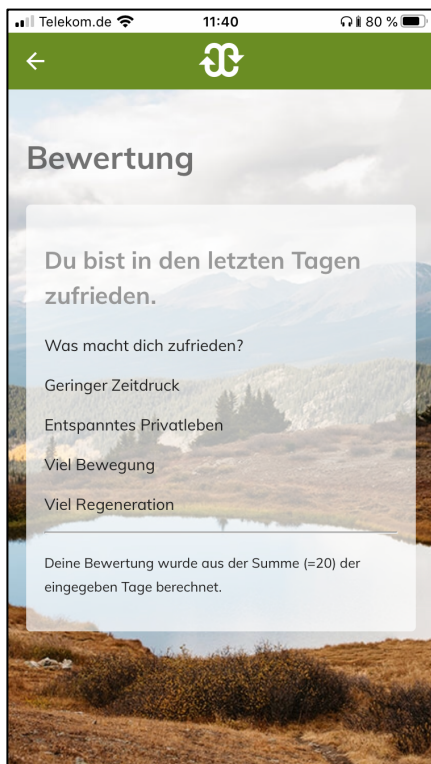 Telekom.de 11:40 80 %
Bewertung
Du bist in den letzten Tagen
zufrieden.
Was macht dich zufrieden?
Geringer Zeitdruck
Entspanntes Privatleben
Viel Bewegung
Viel Regeneration
Deine Bewertung wurde aus der Summe (=20) der
eingegeben Tage berechnet.